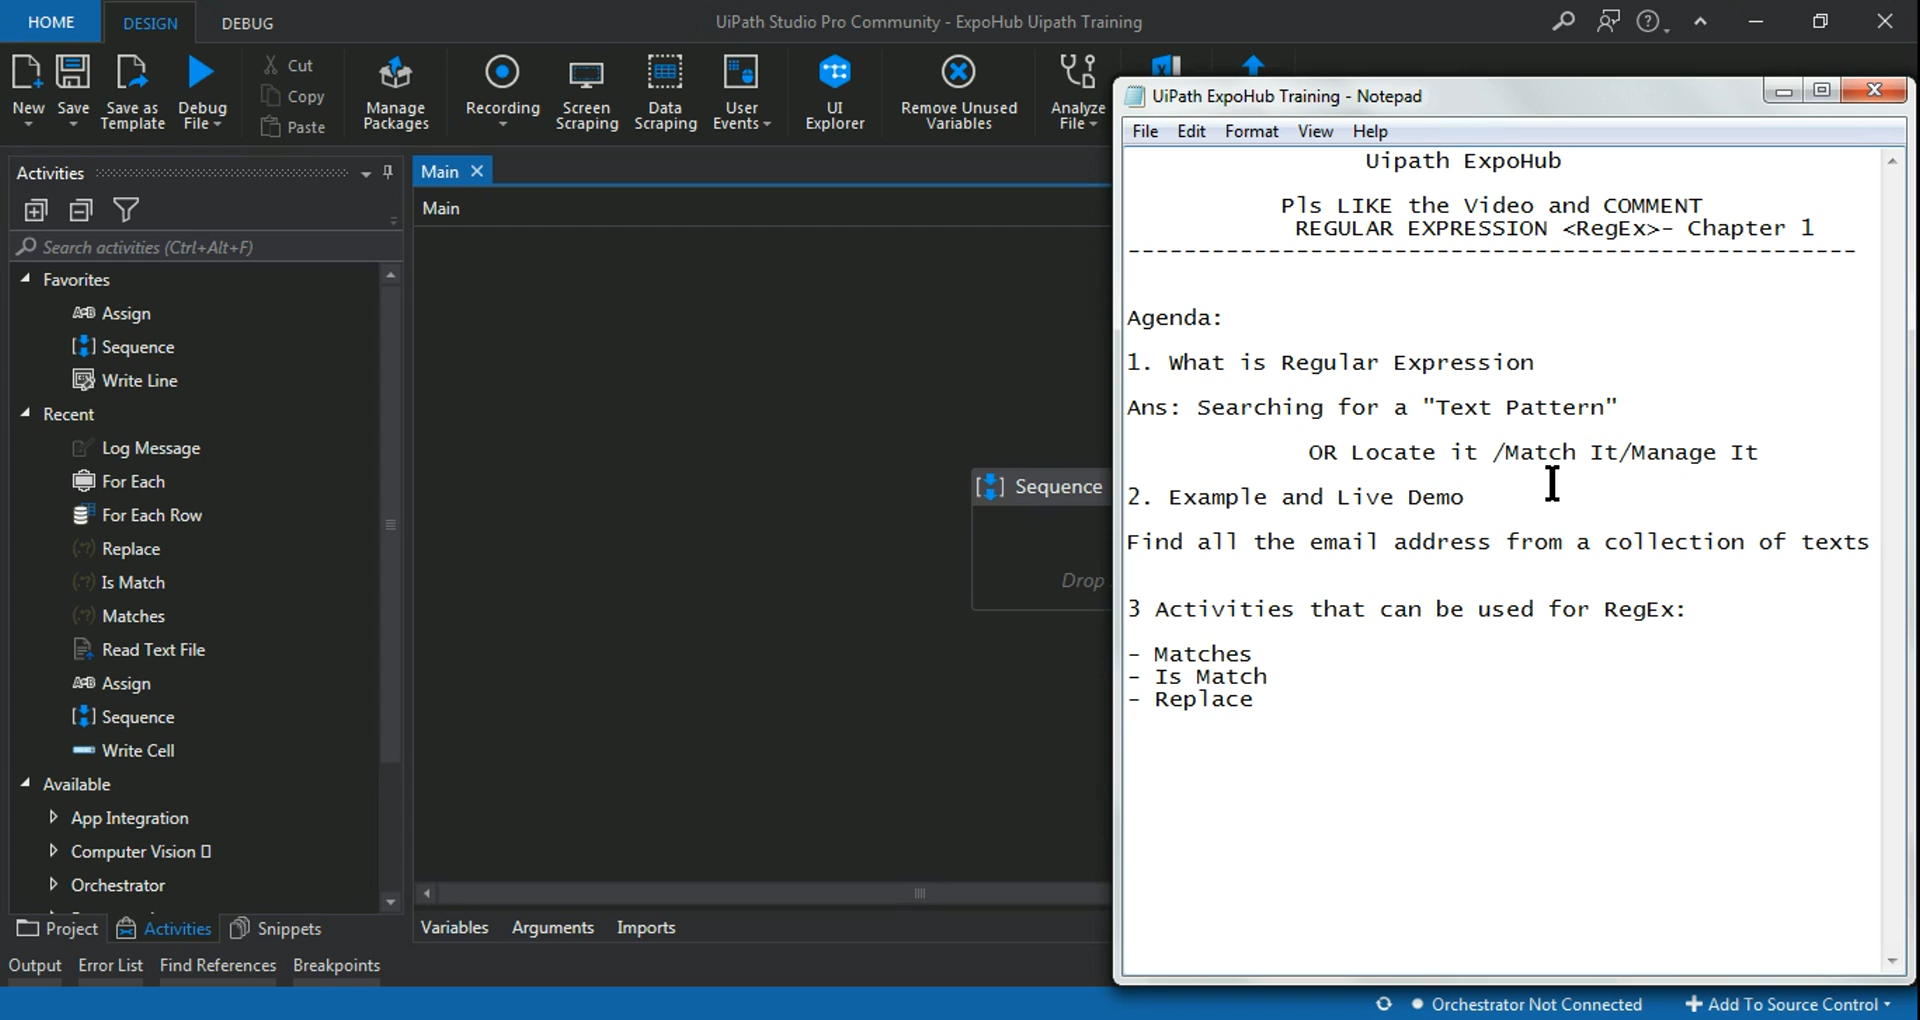 HOME DESIGN DEBUG
UiPath Studio Pro Community - ExpoHub Uipath Training
New
Save
Save as Template
Debug File
Cut
Copy
Paste
Manage Packages
Recording
Screen Scraping
Data Scraping
User Events
UI Explorer
Remove Unused Variables
Analyze File
Activities
Search activities (Ctrl+Alt+F)
Favorites
Assign
Sequence
Write Line
Recent
Log Message
For Each
For Each Row
Replace
Is Match
Matches
Read Text File
Assign
Sequence
Write Cell
Available
App Integration
Computer Vision
Orchestrator
Project Activities Snippets
Output Error List Find References Breakpoints
Main
Main
Sequence
Drop
Variables Arguments Imports
UiPath ExpoHub Training - Notepad
File Edit Format View Help
Uipath ExpoHub
Pls LIKE the Video and COMMENT
REGULAR EXPRESSION <RegEx>- Chapter 1
----------------------------------------------------
Agenda:
1. What is Regular Expression
Ans: Searching for a "Text Pattern"
OR Locate it /Match It/Manage It
2. Example and Live Demo
Find all the email address from a collection of texts
3 Activities that can be used for RegEx:
- Matches
- Is Match
- Replace
Orchestrator Not Connected
Add To Source Control